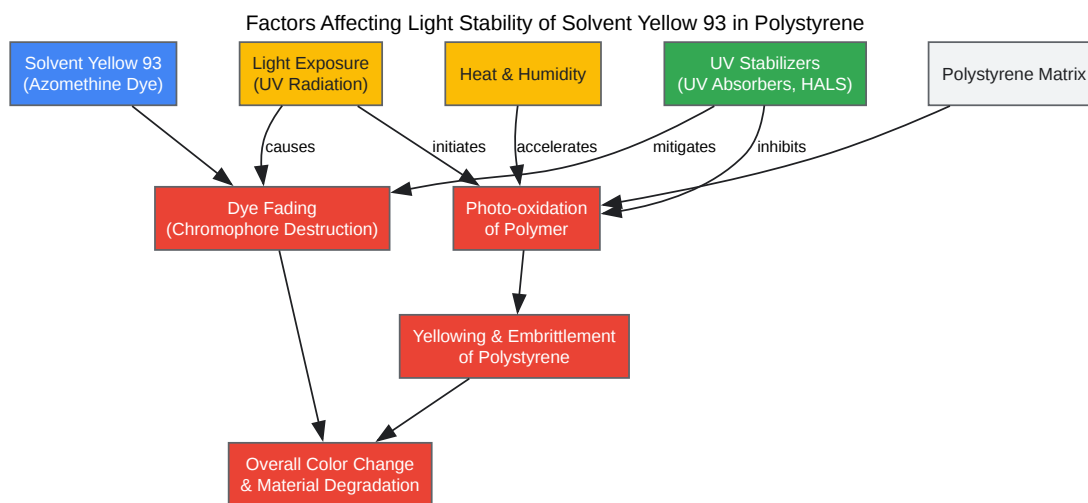 Factors Affecting Light Stability of Solvent Yellow 93 in Polystyrene
Solvent Yellow 93
(Azomethine Dye)
Light Exposure
(UV Radiation)
Heat & Humidity
UV Stabilizers
(UV Absorbers, HALS)
Polystyrene Matrix
causes
initiates
accelerates
mitigates
inhibits
Dye Fading
(Chromophore Destruction)
Photo-oxidation
of Polymer
Yellowing & Embrittlement
of Polystyrene
Overall Color Change
& Material Degradation